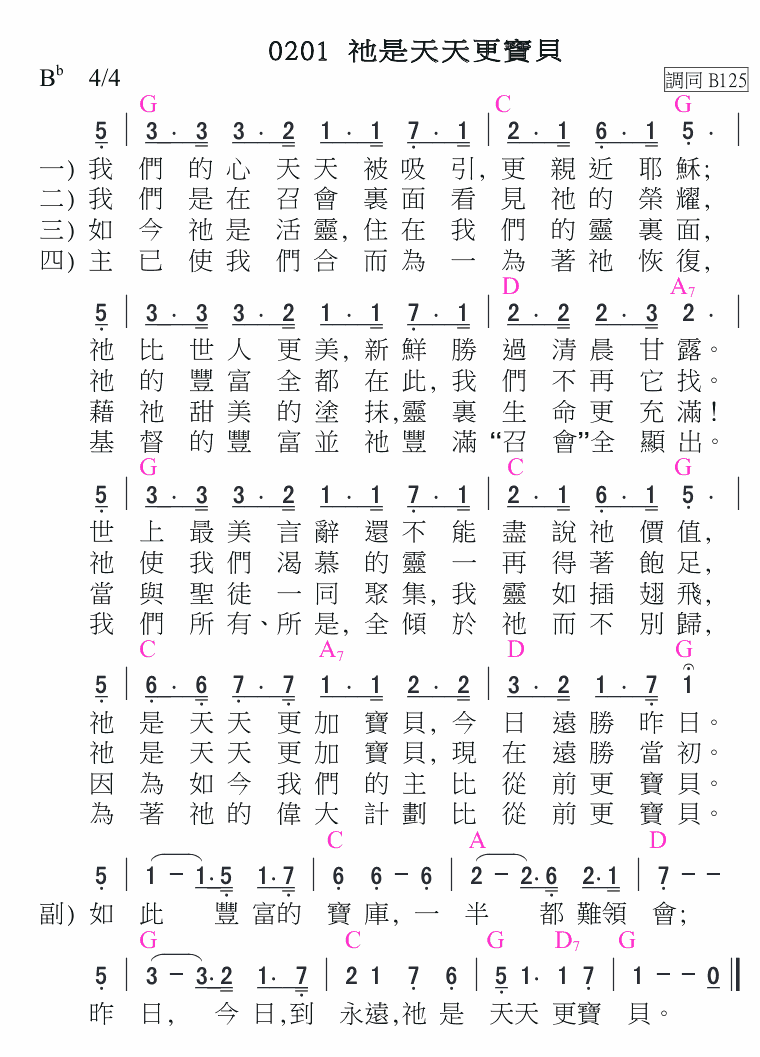 0201 祂是天天更寶貝
B♭ 4/4 調同 B125
G C G
5̣ | 3 · 3 3 · 2 1 · 1 7̣ · 1 | 2 · 1 6̣ · 1 5̣ · |
一) 我 們 的 心 天 天 被 吸 引, 更 親 近 耶 穌;
二) 我 們 是 在 召 會 裏 面 看 見 祂 的 榮 耀,
三) 如 今 祂 是 活 靈, 住 在 我 們 的 靈 裏 面,
四) 主 已 使 我 們 合 而 為 一 為 著 祂 恢 復,
D A7
5̣ | 3 · 3 3 · 2 1 · 1 7̣ · 1 | 2 · 2 2 · 3 2 · |
祂 比 世 人 更 美, 新 鮮 勝 過 清 晨 甘 露。
祂 的 豐 富 全 都 在 此, 我 們 不 再 它 找。
藉 祂 甜 美 的 塗 抹, 靈 裏 生 命 更 充 滿!
基 督 的 豐 富 並 祂 豐 滿 “召 會” 全 顯 出。
G C G
5̣ | 3 · 3 3 · 2 1 · 1 7̣ · 1 | 2 · 1 6̣ · 1 5̣ · |
世 上 最 美 言 辭 還 不 能 盡 說 祂 價 值,
祂 使 我 們 渴 慕 的 靈 一 再 得 著 飽 足,
當 與 聖 徒 一 同 聚 集, 我 靈 如 插 翅 飛,
我 們 所 有、所 是, 全 傾 於 祂 而 不 別 歸,
C A7 D G
5̣ | 6̣ · 6̣ 7̣ · 7̣ 1 · 1 2 · 2 | 3 · 2 1 · 7̣ 1
祂 是 天 天 更 加 寶 貝, 今 日 遠 勝 昨 日。
祂 是 天 天 更 加 寶 貝, 現 在 遠 勝 當 初。
因 為 如 今 我 們 的 主 比 從 前 更 寶 貝。
為 著 祂 的 偉 大 計 劃 比 從 前 更 寶 貝。
C A D
5̣ | 1 – 1· 5̣ 1· 7̣ | 6̣ 6̣ – 6̣ | 2 – 2· 6̣ 2· 1 | 7̣ – –
副) 如 此 豐 富的 寶 庫, 一 半 都 難領 會;
G C G D7 G
5̣ | 3 – 3· 2 1· 7̣ | 2 1 7̣ 6̣ | 5̣ 1· 1 7̣ | 1 – – 0 ‖
昨 日, 今 日,到 永遠,祂 是 天天 更寶 貝。